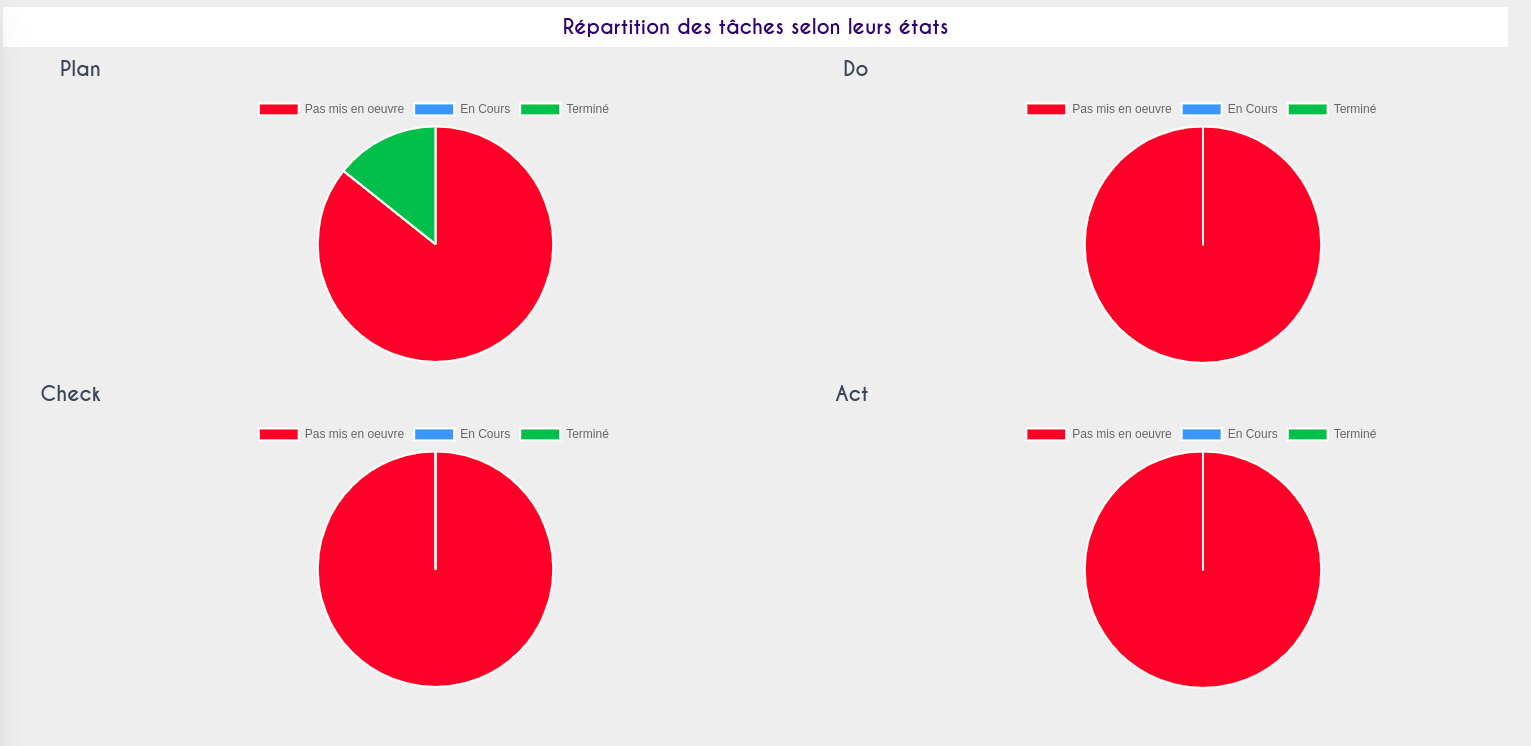 Répartition des tâches selon leurs états
Plan
Do
Pas mis en oeuvre En Cours Terminé
Pas mis en oeuvre En Cours Terminé
Check
Act
Pas mis en oeuvre En Cours Terminé
Pas mis en oeuvre En Cours Terminé